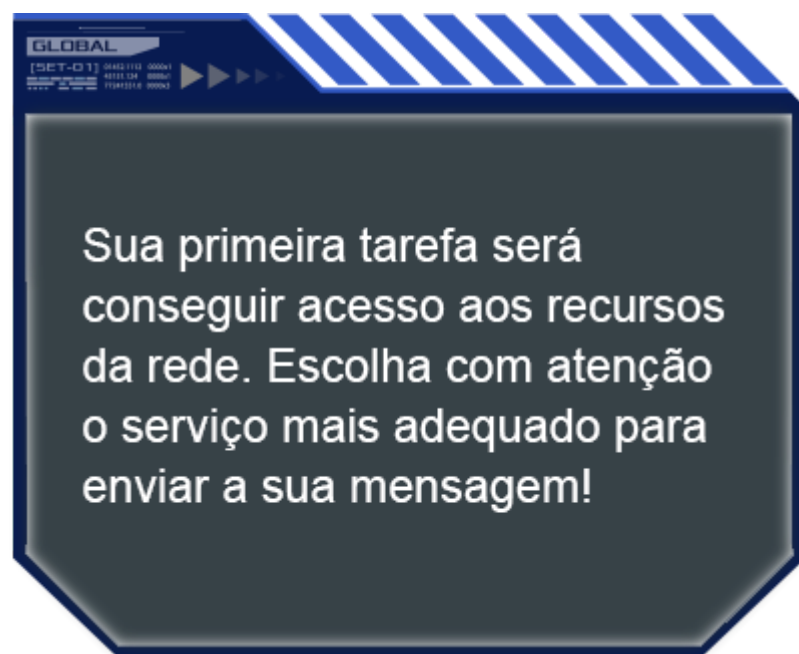 GLOBAL
[SET-01]
Sua primeira tarefa será
conseguir acesso aos recursos
da rede. Escolha com atenção
o serviço mais adequado para
enviar a sua mensagem!